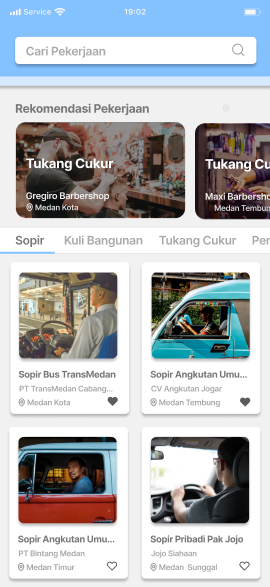 Service 19:02
Cari Pekerjaan
Rekomendasi Pekerjaan
Tukang Cukur
Gregiro Barbershop
Medan Kota
Tukang Cu
Maxi Barbersho
Medan Tembun
Sopir Kuli Bangunan Tukang Cukur Per
Sopir Bus TransMedan
PT TransMedan Cabang...
Medan Kota
Sopir Angkutan Umu...
CV Angkutan Jogar
Medan Tembung
Sopir Angkutan Umu...
PT Bintang Medan
Medan Timur
Sopir Pribadi Pak Jojo
Jojo Siahaan
Medan Sunggal